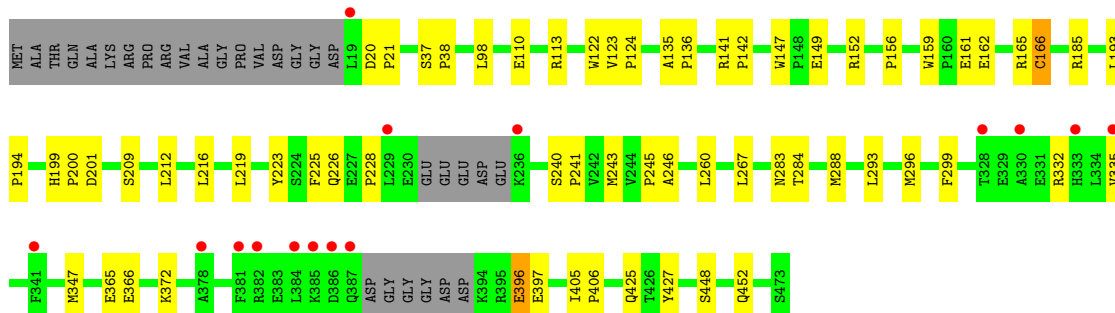 MET ALA THR GLN ALA LYS ARG PRO ARG VAL ALA GLY PRO VAL ASP GLY GLY ASP L19 D20 P21 S37 P38 L98 E110 R113 W122 V123 P124 A135 P136 R141 P142 W147 P148 E149 R152 P156 W159 P160 E161 E162 R165 C166 R185 L193
P194 H199 P200 D201 S209 L212 L216 L219 Y223 S224 F225 Q226 E227 P228 L229 E230 GLU GLU GLU ASP GLU K236 S240 P241 V242 M243 V244 P245 A246 L260 L267 N283 T284 M288 L293 M296 F299 T328 E329 A330 E331 R332 H333 L334
F341 M347 E365 E366 K372 A378 F381 R382 E383 L384 K385 D386 Q387 ASP GLY GLY GLY ASP ASP K394 R395 E396 E397 I405 P406 Q425 T426 Y427 S448 Q452 S473